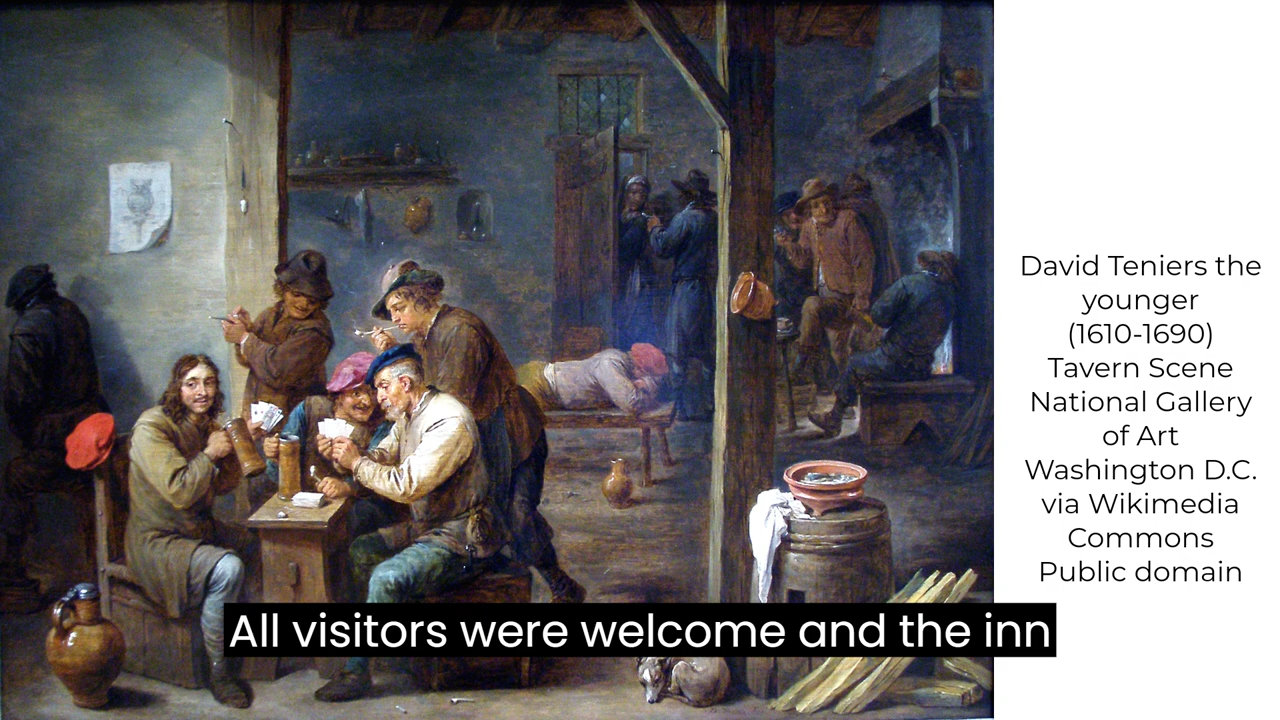 David Teniers the
younger
(1610-1690)
Tavern Scene
National Gallery
of Art
Washington D.C.
via Wikimedia
Commons
Public domain
All visitors were welcome and the inn